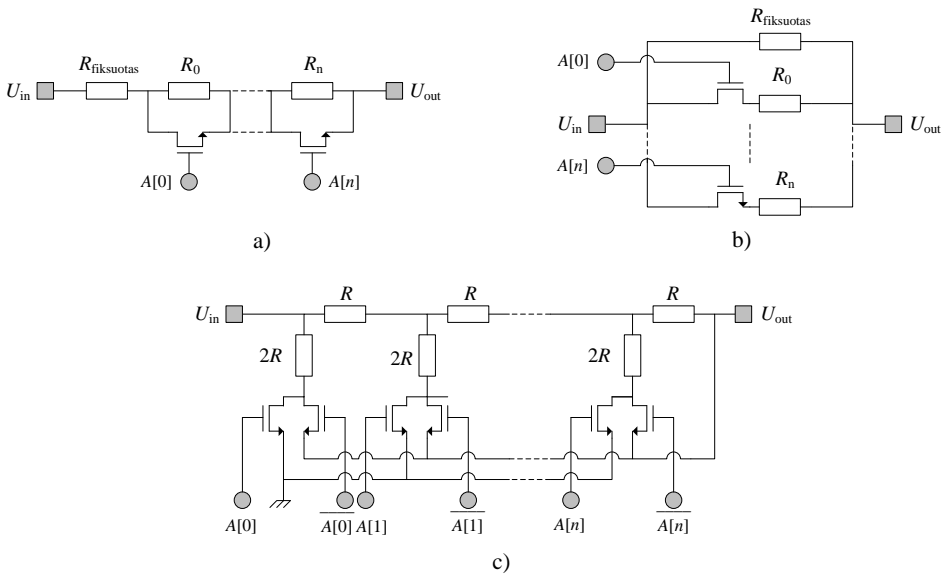 R_fiksuotas R_0 R_n
U_in U_out
A[0] A[n]
a)
R_fiksuotas
A[0]
R_0
U_in U_out
A[n]
R_n
b)
R R R
U_in U_out
2R 2R 2R
A[0] A̅[̅0̅]̅ A[1] A̅[̅1̅]̅ A[n] A̅[̅n̅]̅
c)